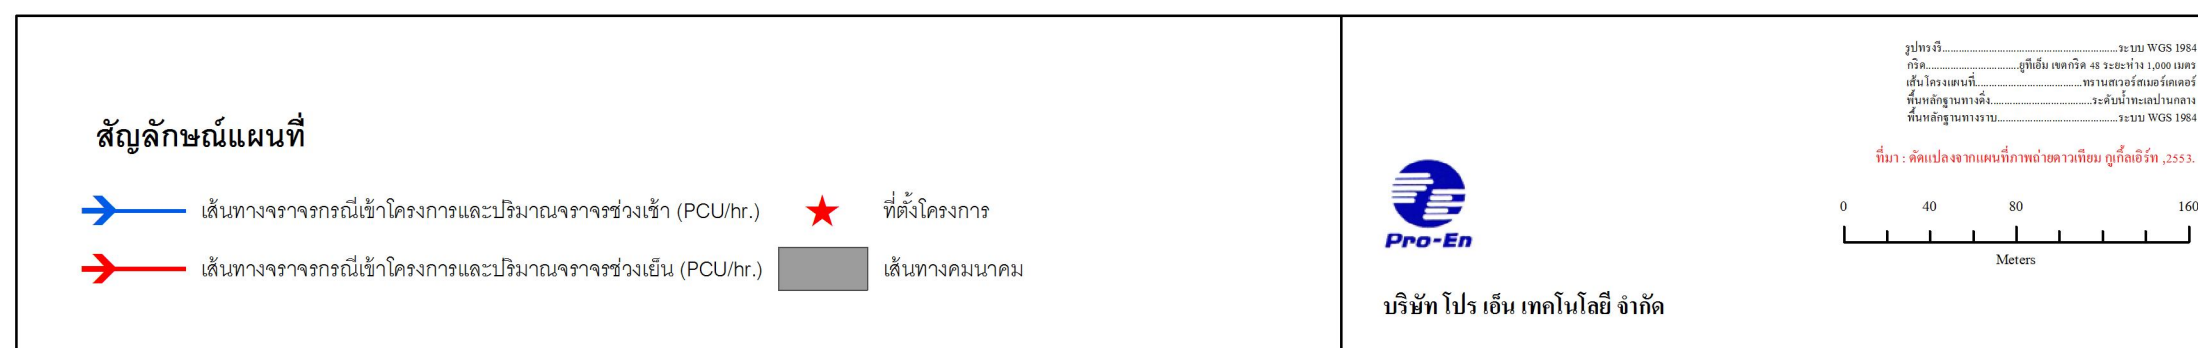 สัญลักษณ์แผนที่
เส้นทางจราจรกรณีเข้าโครงการและปริมาณจราจรช่วงเช้า (PCU/hr.)
ที่ตั้งโครงการ
เส้นทางจราจรกรณีเข้าโครงการและปริมาณจราจรช่วงเย็น (PCU/hr.)
เส้นทางคมนาคม
Pro-En
บริษัท โปร เอ็น เทคโนโลยี จำกัด
รูปทรงรี................................................................ระบบ WGS 1984
กริด..................................ยูทีเอ็ม เขตกริด 48 ระยะห่าง 1,000 เมตร
เส้นโครงแผนที่.......................................ทรานสเวอร์สเมอร์เคเตอร์
พื้นหลักฐานทางดิ่ง.....................................ระดับน้ำทะเลปานกลาง
พื้นหลักฐานทางราบ............................................ระบบ WGS 1984
ที่มา : ดัดแปลงจากแผนที่ภาพถ่ายดาวเทียม กูเกิ้ลเอิร์ท ,2553.
0 40 80 160
Meters